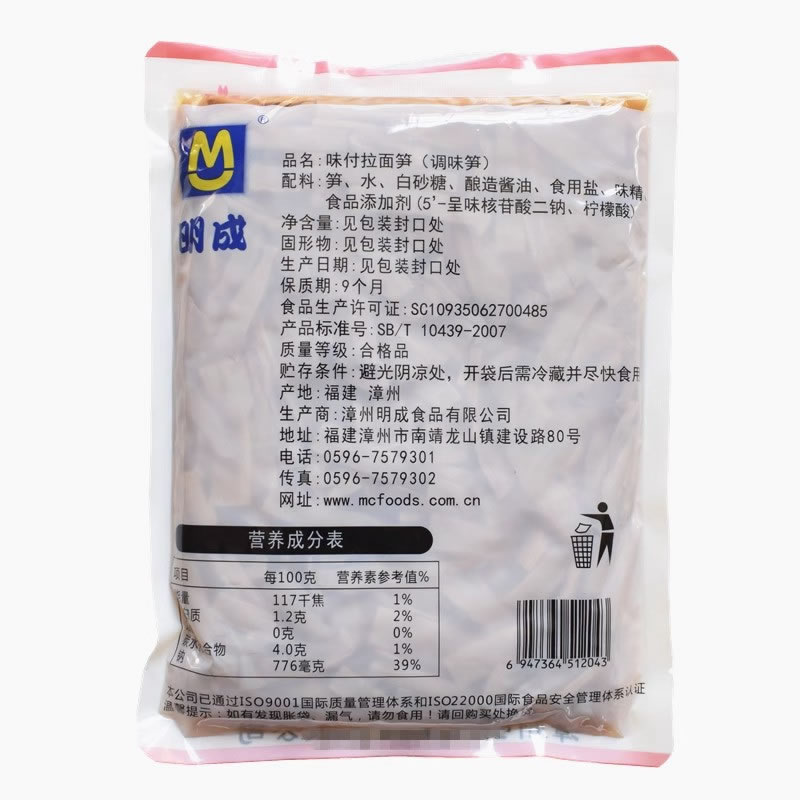 M
®
明成
品名:味付拉面笋（调味笋）
配料:笋、水、白砂糖、酿造酱油、食用盐、味精、
食品添加剂(5'-呈味核苷酸二钠、柠檬酸)
净含量:见包装封口处
固形物:见包装封口处
生产日期:见包装封口处
保质期:9个月
食品生产许可证:SC10935062700485
产品标准号:SB/T 10439-2007
质量等级:合格品
贮存条件:避光阴凉处，开袋后需冷藏并尽快食用
产地:福建 漳州
生产商:漳州明成食品有限公司
地址:福建漳州市南靖龙山镇建设路80号
电话:0596-7579301
传真:0596-7579302
网址:www.mcfoods.com.cn
营养成分表
项目 每100克 营养素参考值%
能量 117千焦 1%
质 1.2克 2%
0克 0%
碳水化合物 4.0克 1%
钠 776毫克 39%
6 947364 512043
本公司已通过ISO9001国际质量管理体系和ISO22000国际食品安全管理体系认证
温馨提示:如有发现胀袋、漏气，请勿食用！请回购买处换